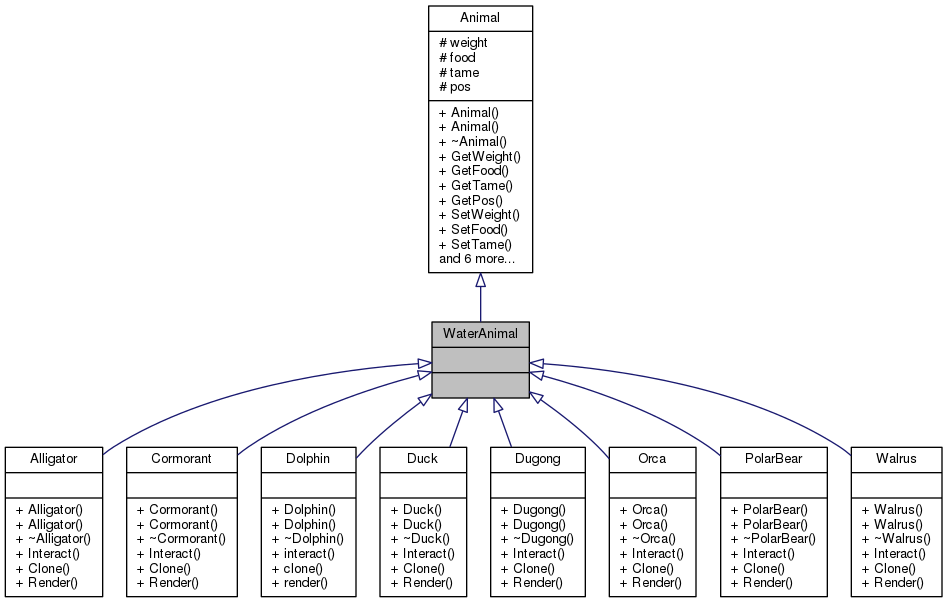 Animal
# weight
# food
# tame
# pos
+ Animal()
+ Animal()
+ ~Animal()
+ GetWeight()
+ GetFood()
+ GetTame()
+ GetPos()
+ SetWeight()
+ SetFood()
+ SetTame()
and 6 more...
WaterAnimal
Alligator
+ Alligator()
+ Alligator()
+ ~Alligator()
+ Interact()
+ Clone()
+ Render()
Cormorant
+ Cormorant()
+ Cormorant()
+ ~Cormorant()
+ Interact()
+ Clone()
+ Render()
Dolphin
+ Dolphin()
+ Dolphin()
+ ~Dolphin()
+ interact()
+ clone()
+ render()
Duck
+ Duck()
+ Duck()
+ ~Duck()
+ Interact()
+ Clone()
+ Render()
Dugong
+ Dugong()
+ Dugong()
+ ~Dugong()
+ Interact()
+ Clone()
+ Render()
Orca
+ Orca()
+ Orca()
+ ~Orca()
+ Interact()
+ Clone()
+ Render()
PolarBear
+ PolarBear()
+ PolarBear()
+ ~PolarBear()
+ Interact()
+ Clone()
+ Render()
Walrus
+ Walrus()
+ Walrus()
+ ~Walrus()
+ Interact()
+ Clone()
+ Render()